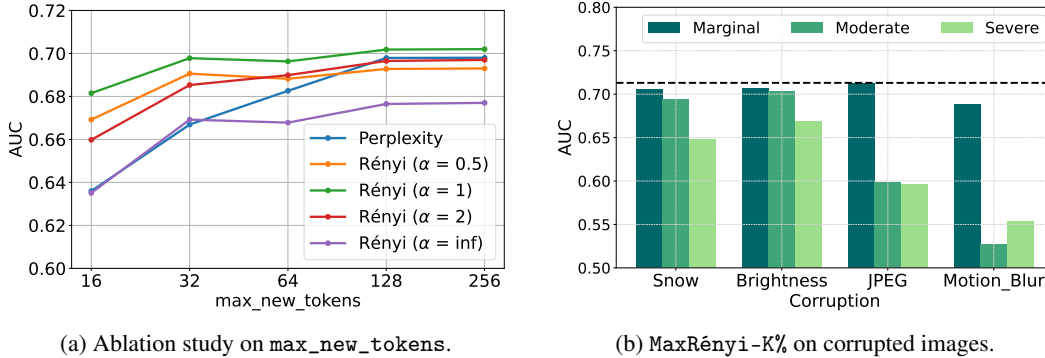 0.72
0.70
0.68
0.66
0.64
0.62
0.60
AUC
16
32
64
128
256
max_new_tokens
Perplexity
Rényi (α = 0.5)
Rényi (α = 1)
Rényi (α = 2)
Rényi (α = inf)
(a) Ablation study on max_new_tokens.
0.80
0.75
0.70
0.65
0.60
0.55
0.50
AUC
Marginal
Moderate
Severe
Snow
Brightness
JPEG
Motion_Blur
Corruption
(b) MaxRényi-K% on corrupted images.